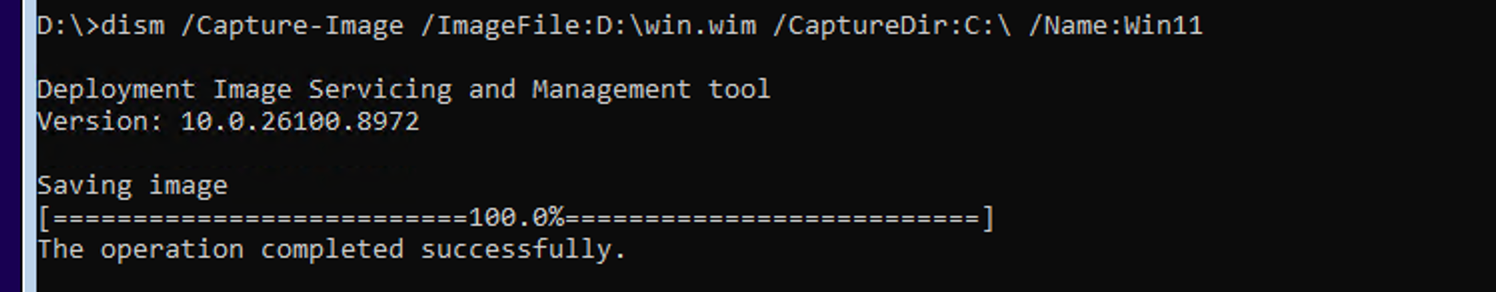 D:\>dism /Capture-Image /ImageFile:D:\win.wim /CaptureDir:C:\ /Name:Win11
Deployment Image Servicing and Management tool
Version: 10.0.26100.8972
Saving image
[==========================100.0%==========================]
The operation completed successfully.